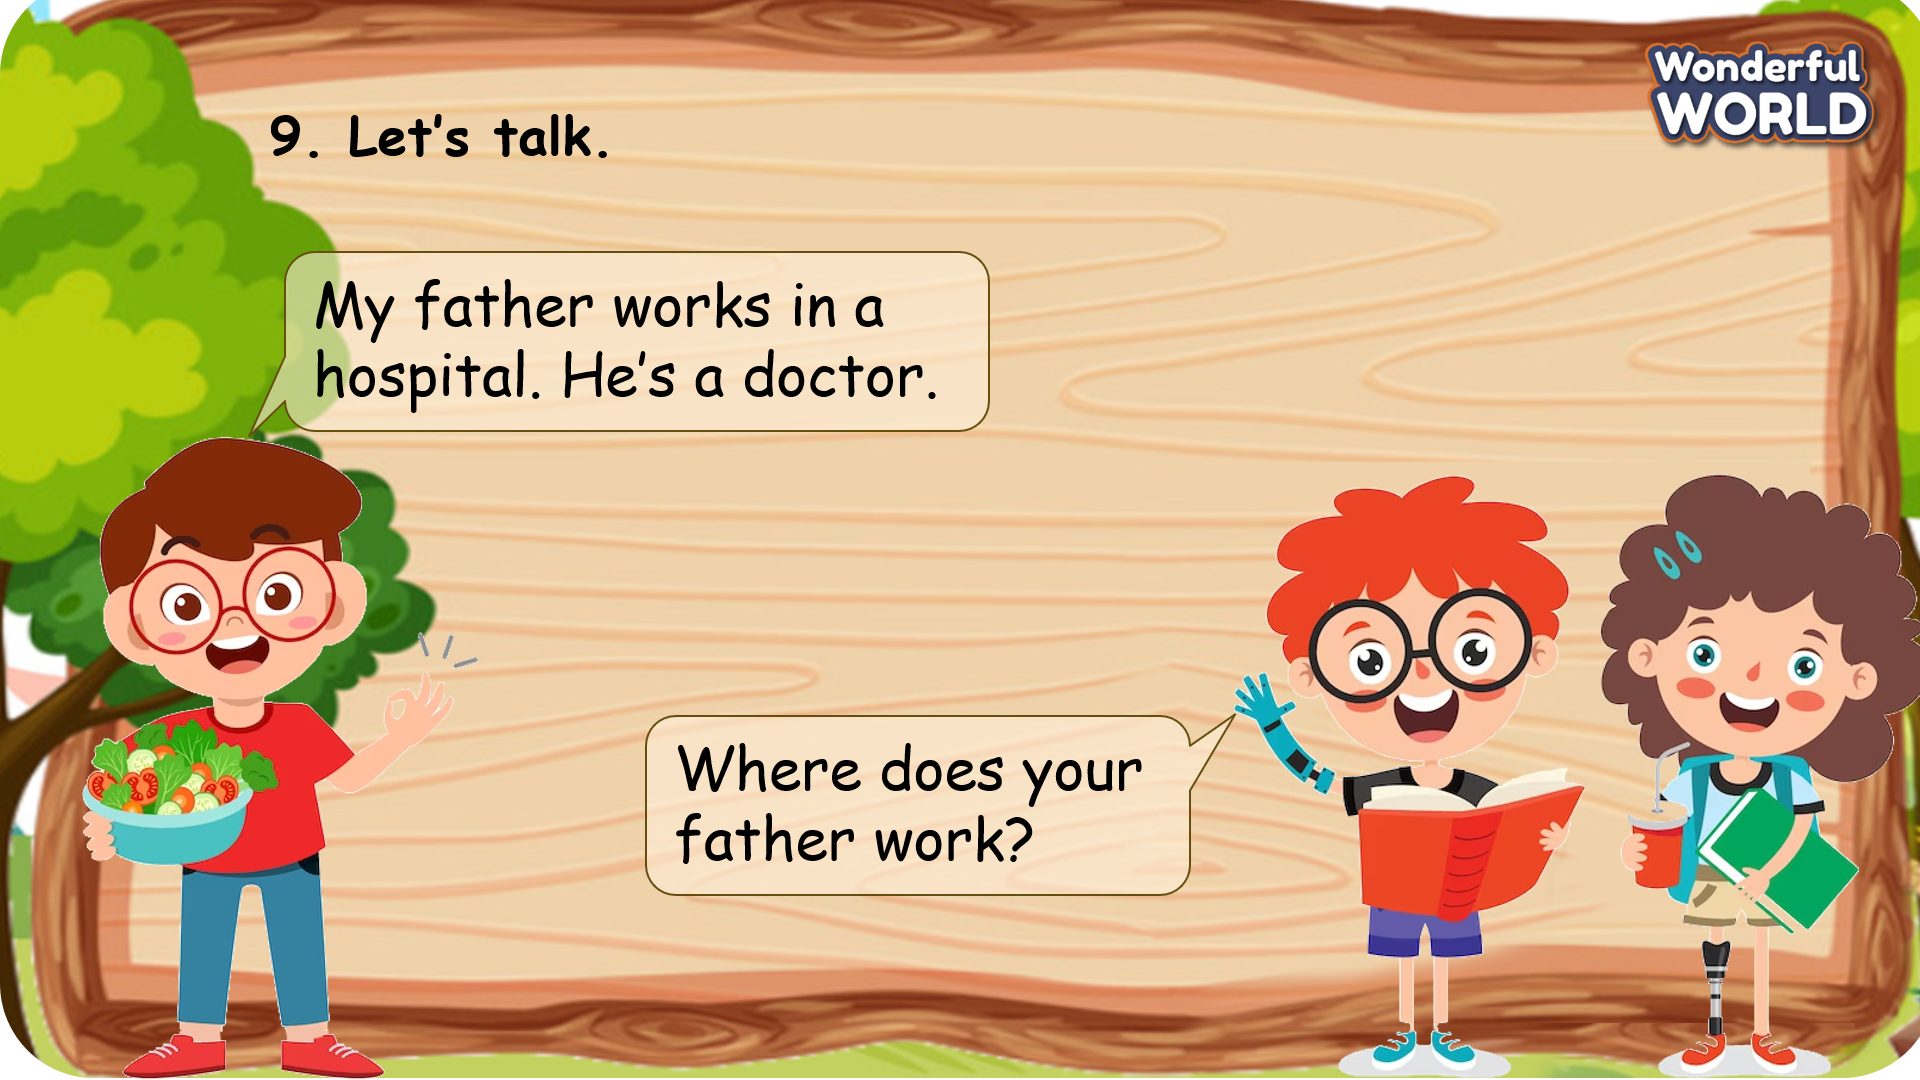 Wonderful
WORLD
9. Let’s talk.
My father works in a
hospital. He’s a doctor.
Where does your
father work?